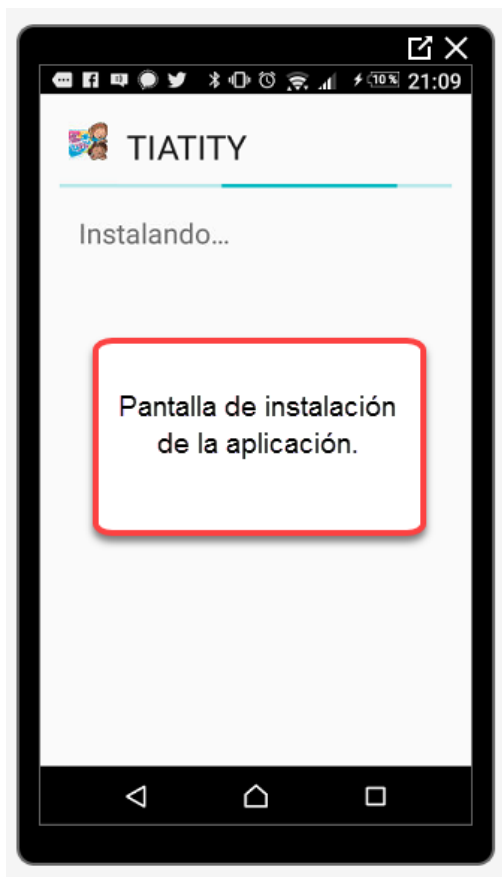 10% 21:09
TIATITY
Instalando...
Pantalla de instalación
de la aplicación.